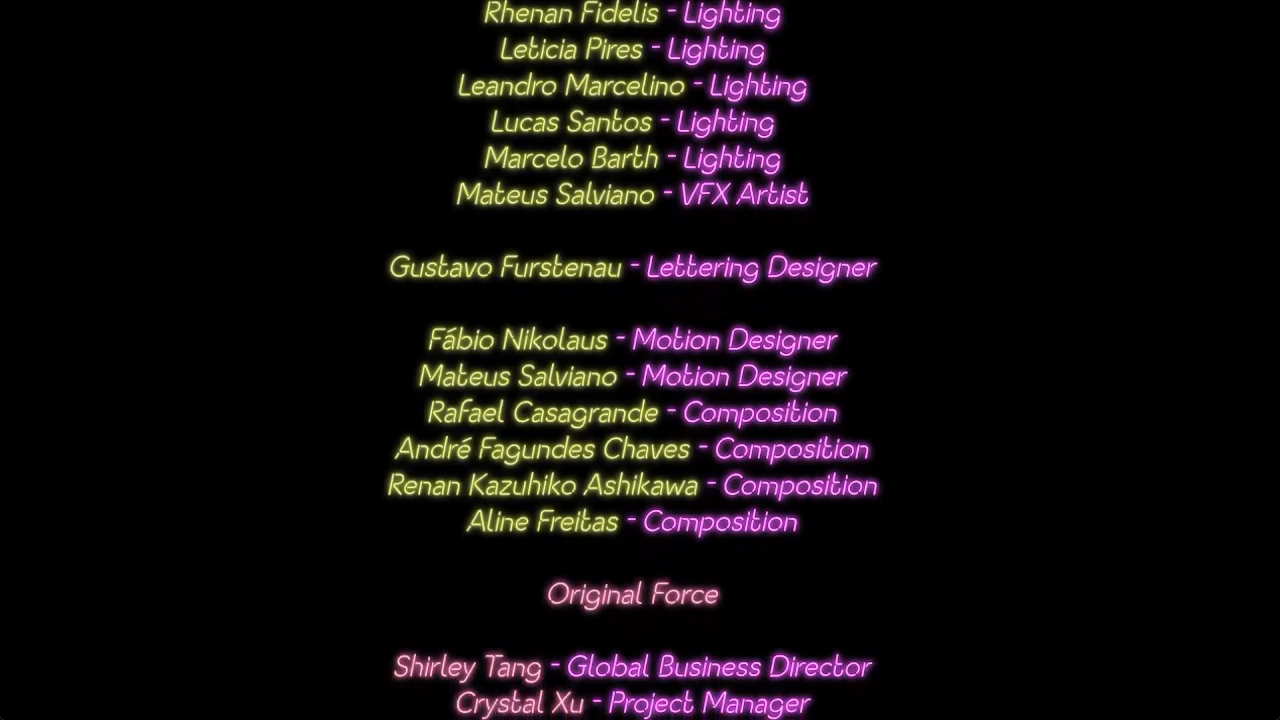 Rhenan Fidelis - Lighting
Leticia Pires - Lighting
Leandro Marcelino - Lighting
Lucas Santos - Lighting
Marcelo Barth - Lighting
Mateus Salviano - VFX Artist
Gustavo Furstenau - Lettering Designer
Fábio Nikolaus - Motion Designer
Mateus Salviano - Motion Designer
Rafael Casagrande - Composition
André Fagundes Chaves - Composition
Renan Kazuhiko Ashikawa - Composition
Aline Freitas - Composition
Original Force
Shirley Tang - Global Business Director
Crystal Xu - Project Manager